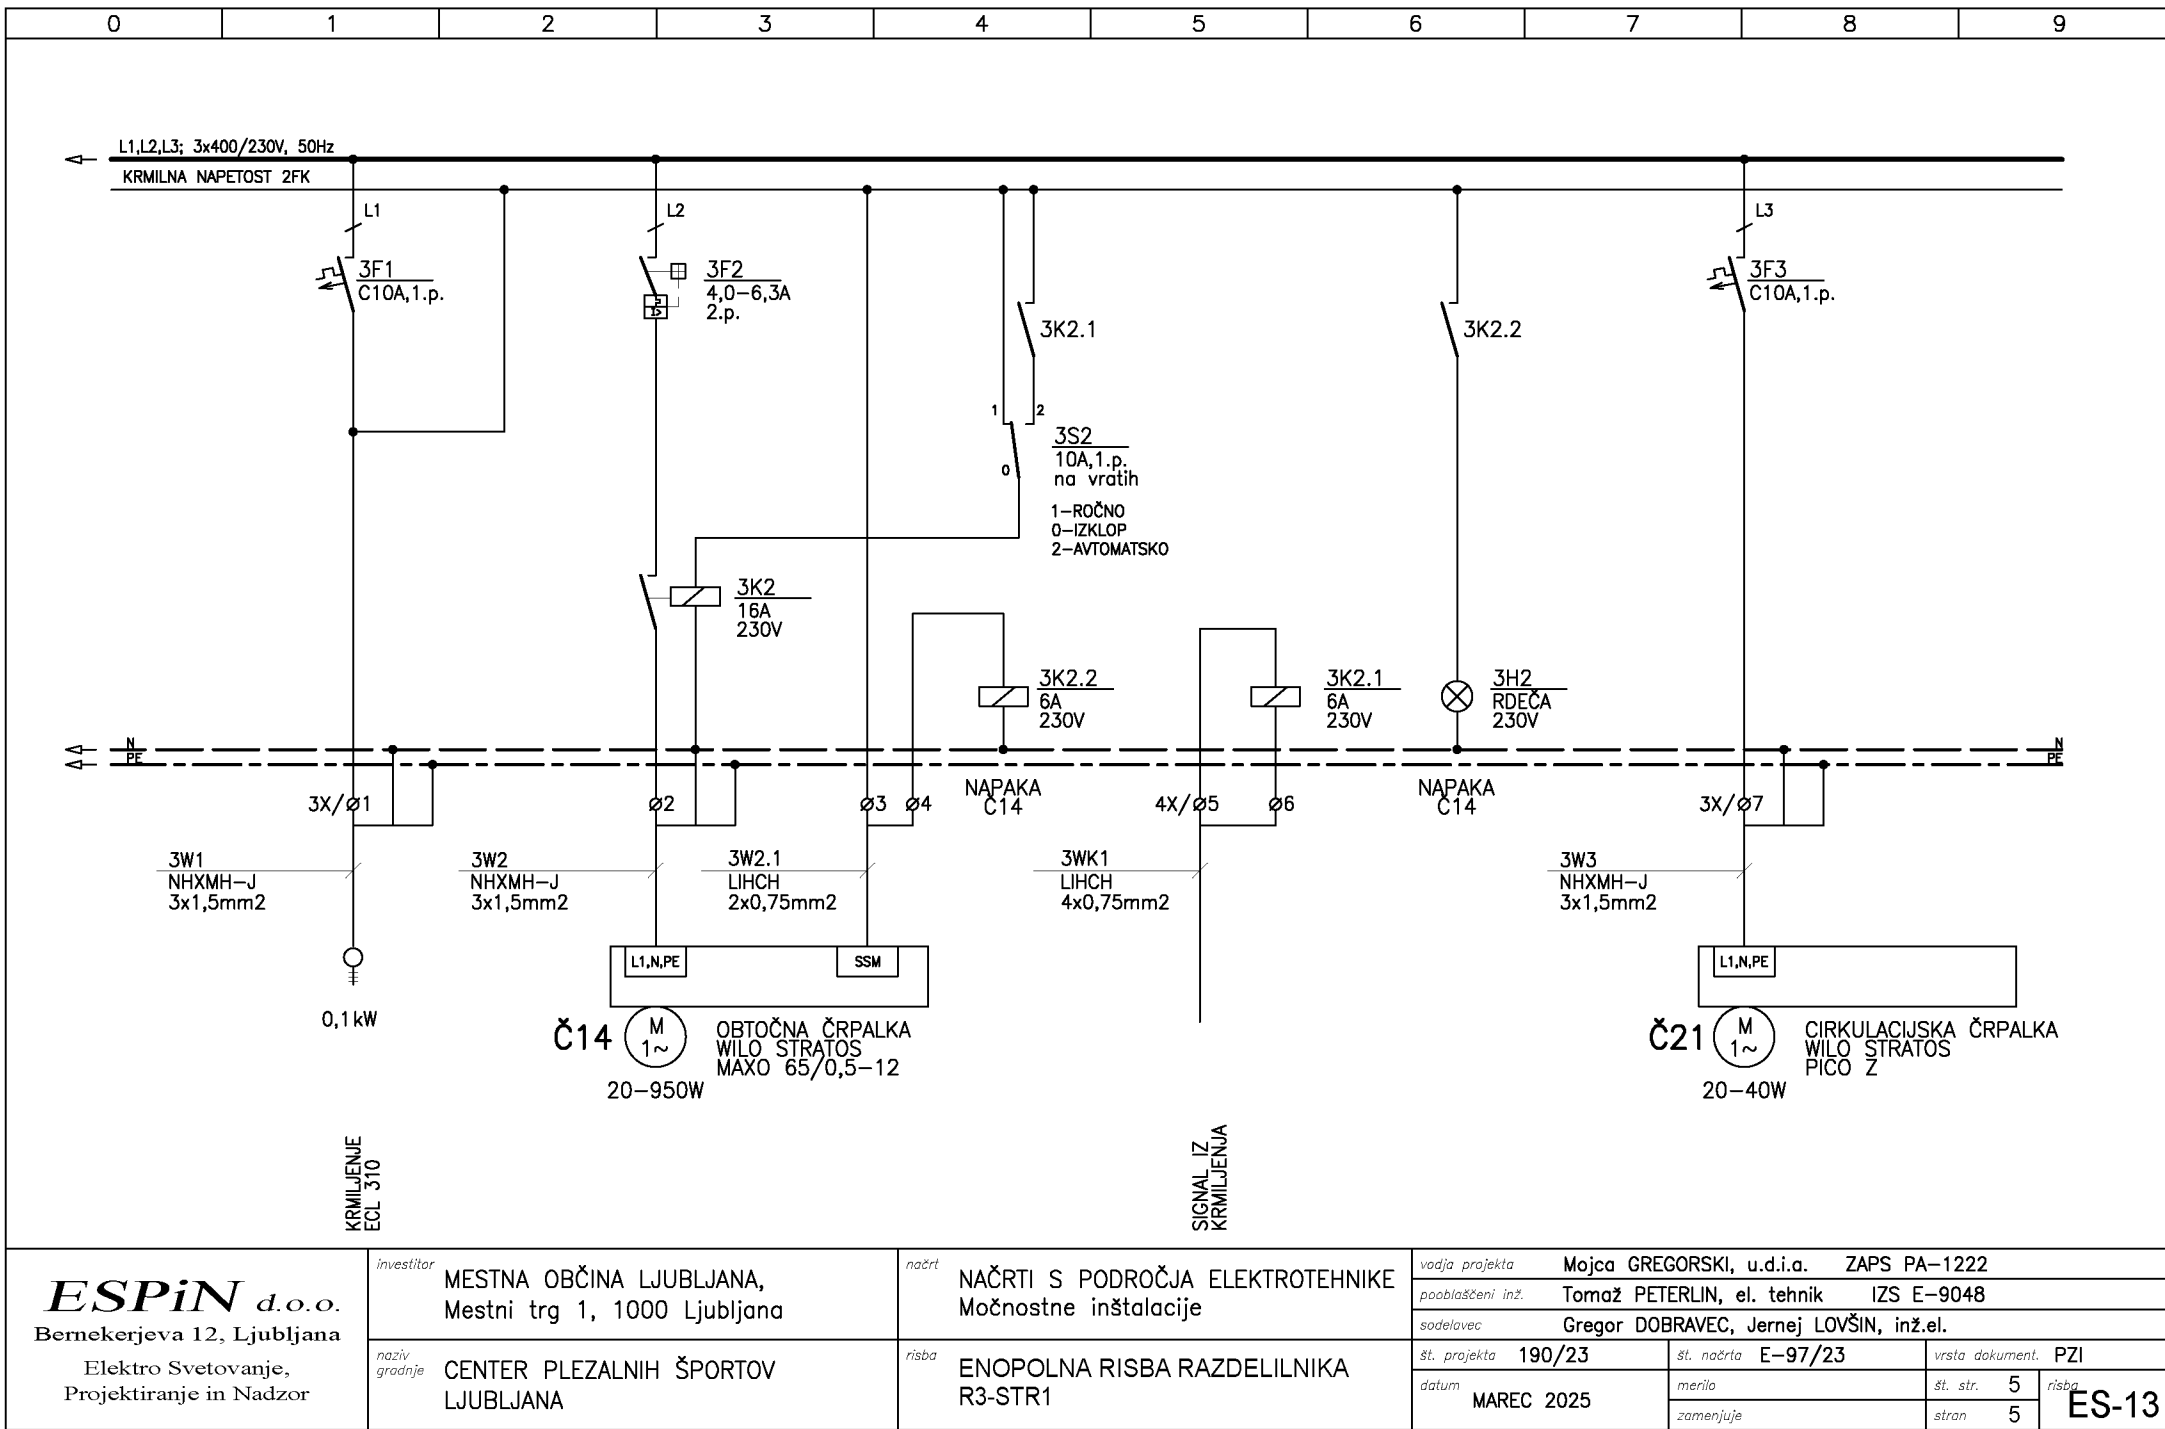 0 1 2 3 4 5 6 7 8 9
L1,L2,L3; 3x400/230V, 50Hz
KRMILNA NAPETOST 2FK
L1
L2
L3
3F1
C10A,1.p.
3F2
4,0-6,3A
2.p.
I>
3K2.1
3K2.2
3F3
C10A,1.p.
1
2
0
3S2
10A,1.p.
na vratih
1-ROČNO
0-IZKLOP
2-AVTOMATSKO
3K2
16A
230V
3K2.2
6A
230V
3K2.1
6A
230V
3H2
RDEČA
230V
N
PE
N
PE
NAPAKA
Č14
NAPAKA
Č14
3X/ 1
2
3
4
4X/ 5
6
3X/ 7
3W1
NHXMH-J
3x1,5mm2
3W2
NHXMH-J
3x1,5mm2
3W2.1
LIHCH
2x0,75mm2
3WK1
LIHCH
4x0,75mm2
3W3
NHXMH-J
3x1,5mm2
L1,N,PE
SSM
L1,N,PE
0,1kW
Č14
M
1~
OBTOČNA ČRPALKA
WILO STRATOS
MAXO 65/0,5-12
20-950W
Č21
M
1~
CIRKULACIJSKA ČRPALKA
WILO STRATOS
PICO Z
20-40W
KRMILJENJE
ECL 310
SIGNAL IZ
KRMILJENJA
ESPiN d.o.o.
Bernekerjeva 12, Ljubljana
Elektro Svetovanje,
Projektiranje in Nadzor
investitor
MESTNA OBČINA LJUBLJANA,
Mestni trg 1, 1000 Ljubljana
naziv
gradnje
CENTER PLEZALNIH ŠPORTOV
LJUBLJANA
načrt
NAČRTI S PODROČJA ELEKTROTEHNIKE
Močnostne inštalacije
risba
ENOPOLNA RISBA RAZDELILNIKA
R3-STR1
vodja projekta Mojca GREGORSKI, u.d.i.a. ZAPS PA-1222
pooblaščeni inž. Tomaž PETERLIN, el. tehnik IZS E-9048
sodelavec Gregor DOBRAVEC, Jernej LOVŠIN, inž.el.
št. projekta 190/23 št. načrta E-97/23 vrsta dokument. PZI
datum MAREC 2025
merilo
zamenjuje
št. str. 5
stran 5
risba
ES-13